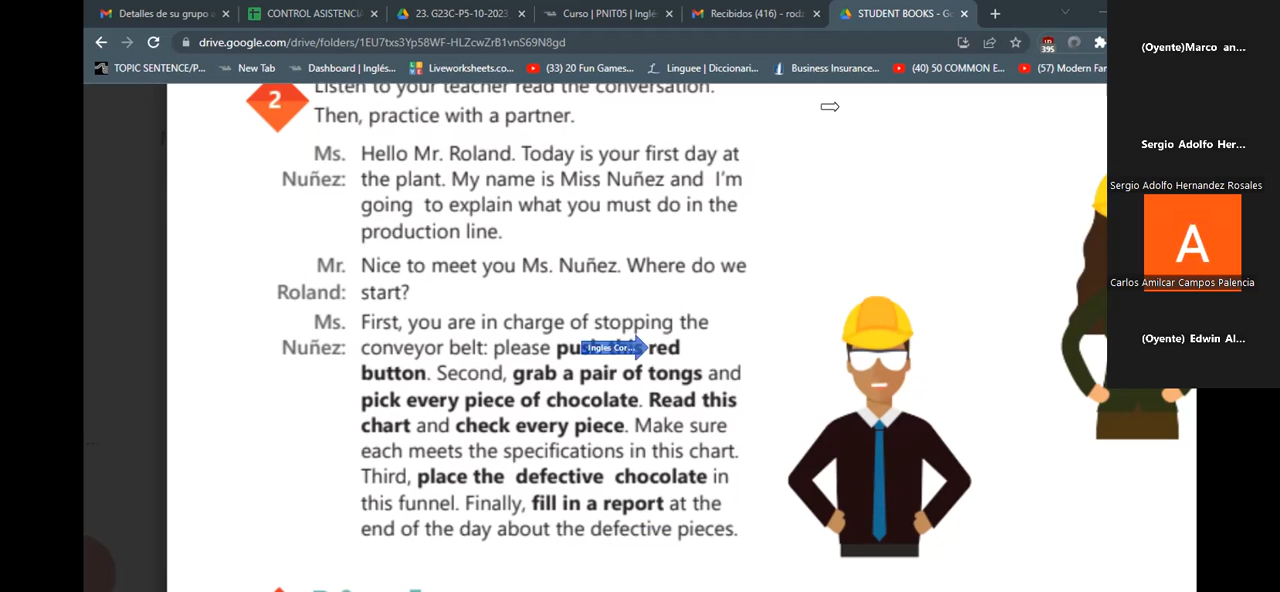 Detalles de su grupo a
CONTROL ASISTENCIA
23. G23C-P5-10-2023
Curso | PNIT05 | Inglé
Recibidos (416) - rodz
STUDENT BOOKS - Go
drive.google.com/drive/folders/1EU7txs3Yp58WF-HLZcwZrB1vnS69N8gd
395
TOPIC SENTENCE/P...
New Tab
Dashboard | Inglés...
Liveworksheets.co...
(33) 20 Fun Games...
Linguee | Diccionari...
Business Insurance...
(40) 50 COMMON E...
(57) Modern Far
2
Listen to your teacher read the conversation.
Then, practice with a partner.
Ms. Hello Mr. Roland. Today is your first day at
Nuñez: the plant. My name is Miss Nuñez and I'm
going to explain what you must do in the
production line.
Mr. Nice to meet you Ms. Nuñez. Where do we
Roland: start?
Ms. First, you are in charge of stopping the
Nuñez: conveyor belt: please red
Ingles Cor...
button. Second, grab a pair of tongs and
pick every piece of chocolate. Read this
chart and check every piece. Make sure
each meets the specifications in this chart.
Third, place the defective chocolate in
this funnel. Finally, fill in a report at the
end of the day about the defective pieces.
(Oyente)Marco an...
Sergio Adolfo Her...
Sergio Adolfo Hernandez Rosales
A
Carlos Amilcar Campos Palencia
(Oyente) Edwin Al...